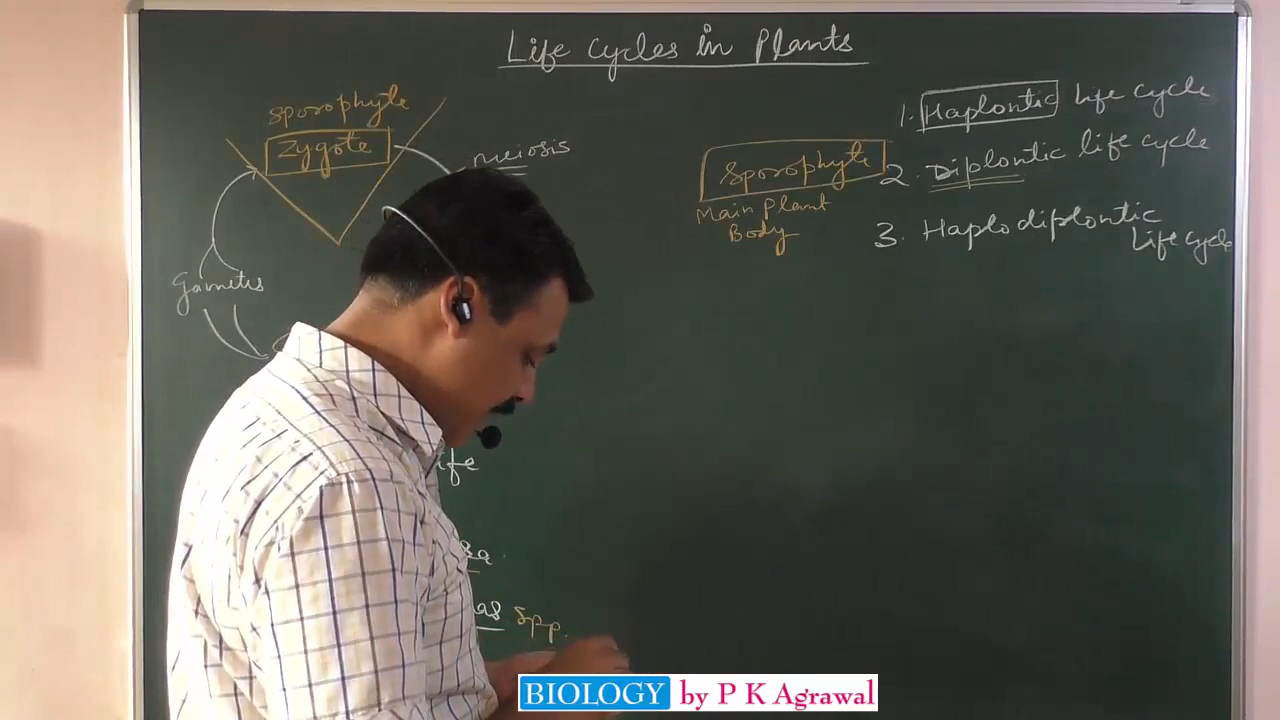 Life Cycles in Plants
Sporophyte
Zygote
meiosis
Gametes
ife
Spp.
Sporophyte
Main Plant
Body
1. Haplontic Life cycle
2. Diplontic life cycle
3. Haplodiplontic
Life cycle
BIOLOGY by P K Agrawal